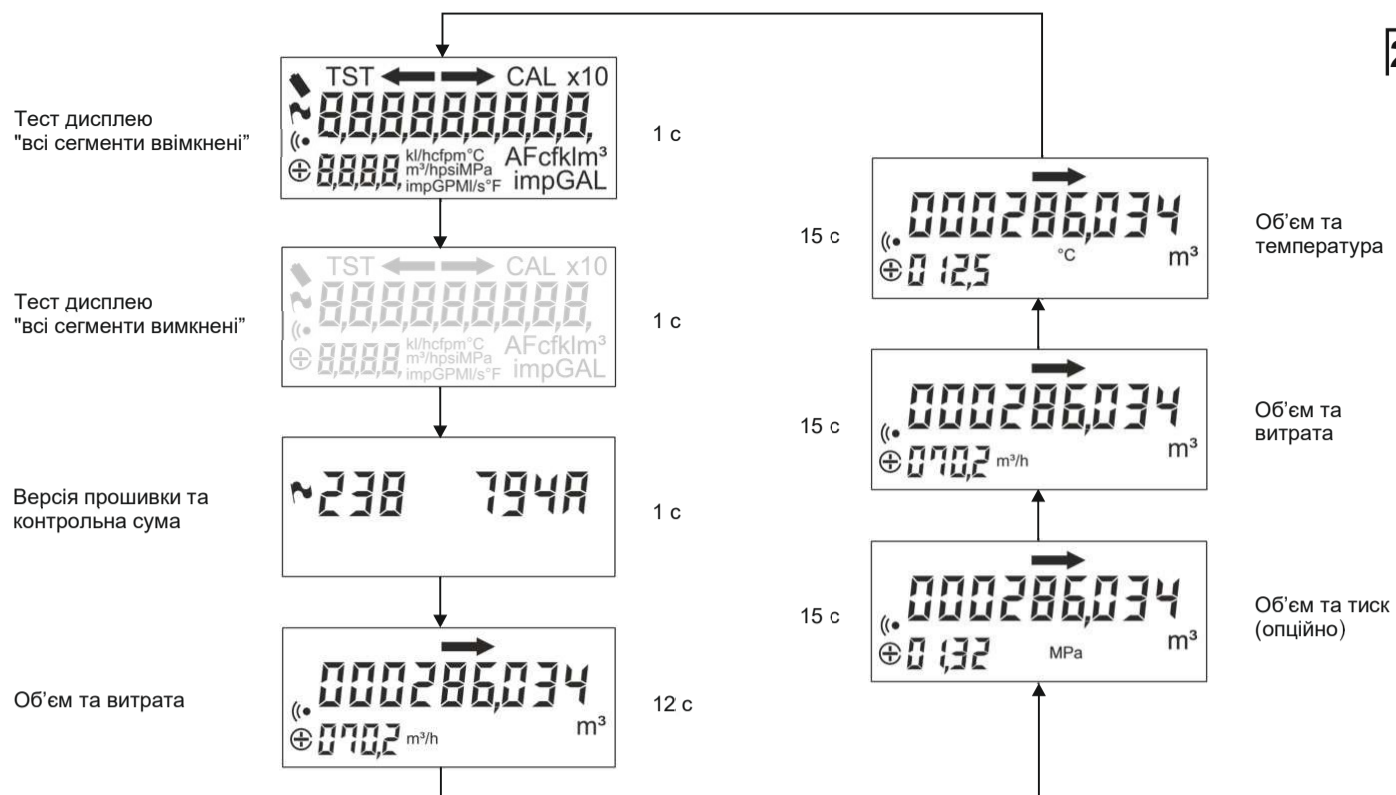 2
Тест дисплею
"всі сегменти ввімкнені”
TST CAL x10
8,8,8,8,8,8,8,8,8,
8,8,8,8, kl/hcfpm°C AFcfklm³
m³/hpsiMPa
impGPMl/s°F impGAL
1 с
Тест дисплею
"всі сегменти вимкнені”
TST CAL x10
8,8,8,8,8,8,8,8,8,
8,8,8,8, kl/hcfpm°C AFcfklm³
m³/hpsiMPa
impGPMl/s°F impGAL
1 с
Версія прошивки та
контрольна сума
238 794A
1 с
Об’єм та витрата
000286,034
m³
070,2 m³/h
12 с
15 с
000286,034
°C m³
012,5
Об’єм та
температура
15 с
000286,034
m³
070,2 m³/h
Об’єм та
витрата
15 с
000286,034
m³
01,32 MPa
Об’єм та тиск
(опційно)